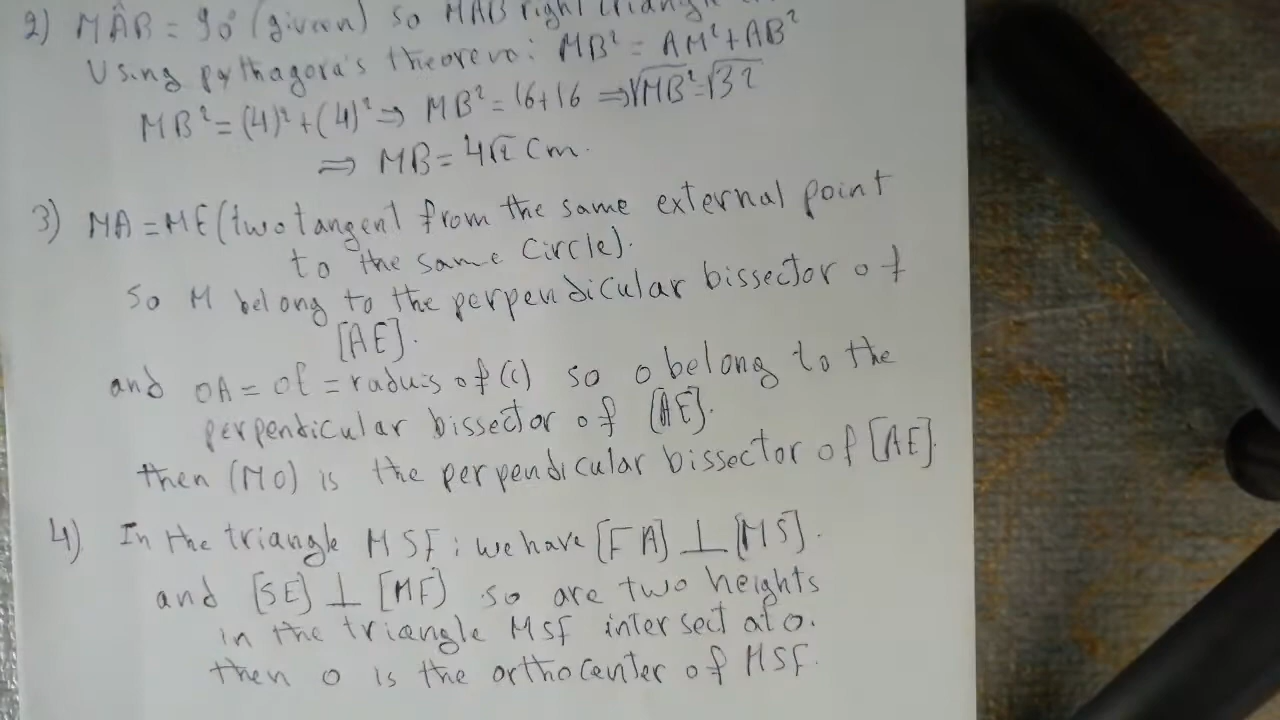 2) MÂB = 90° (given) so MAB right triangle
Using pythagora's theorem: MB² = AM²+AB²
MB² = (4)²+(4)² ⇒ MB² = 16+16 ⇒ √MB² = √32
⇒ MB = 4√2 cm.
3) MA = ME (two tangent from the same external point
to the same circle).
So M belong to the perpendicular bissector of
[AE].
and OA = OE = raduis of (c) so o belong to the
perpendicular bissector of [AE].
then (MO) is the perpendicular bissector of [AE].
4) In the triangle MSF; we have [FA] ⊥ [MS].
and [SE] ⊥ [MF] so are two heights
in the triangle MSF intersect at o.
then o is the orthocenter of MSF.